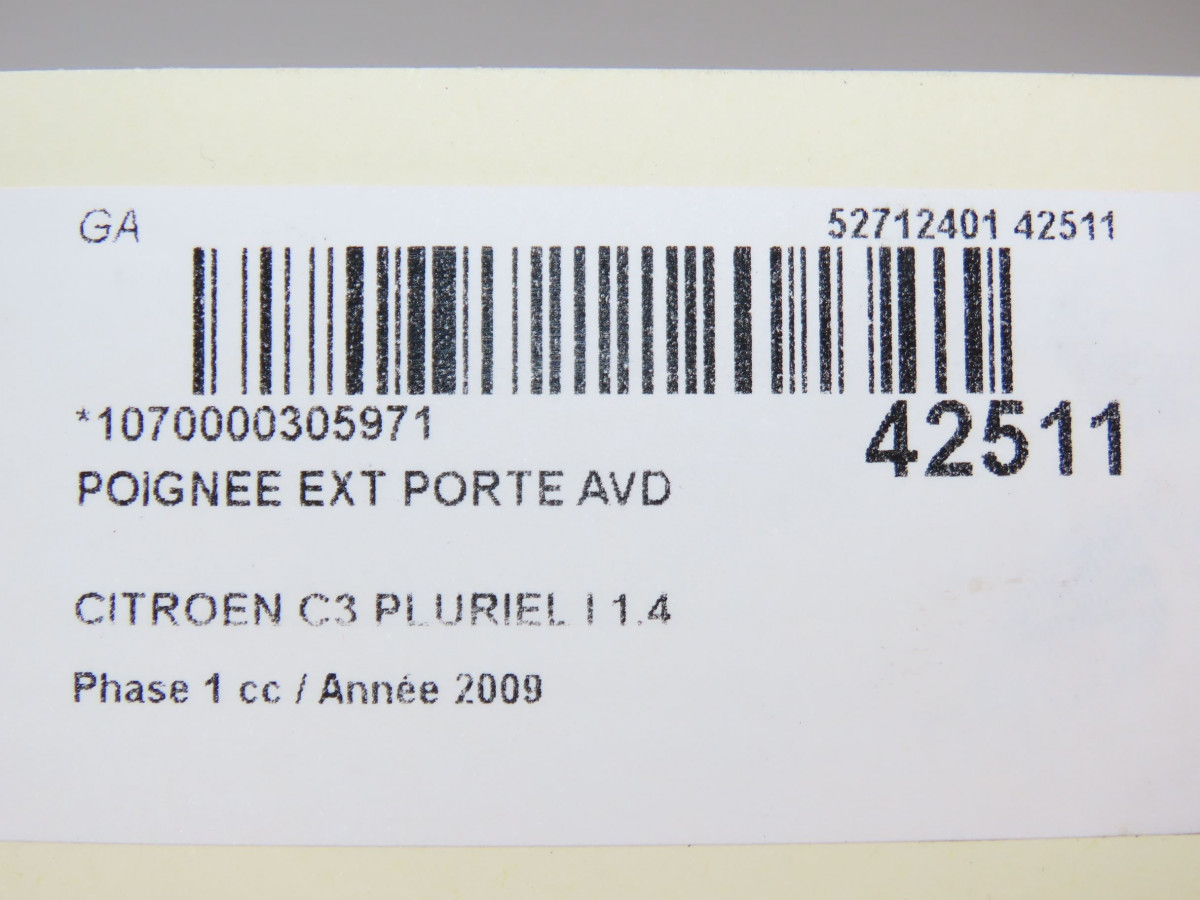 GA
52712401 42511
*1070000305971
42511
POIGNEE EXT PORTE AVD
CITROEN C3 PLURIEL I 1.4
Phase 1 cc / Année 2009